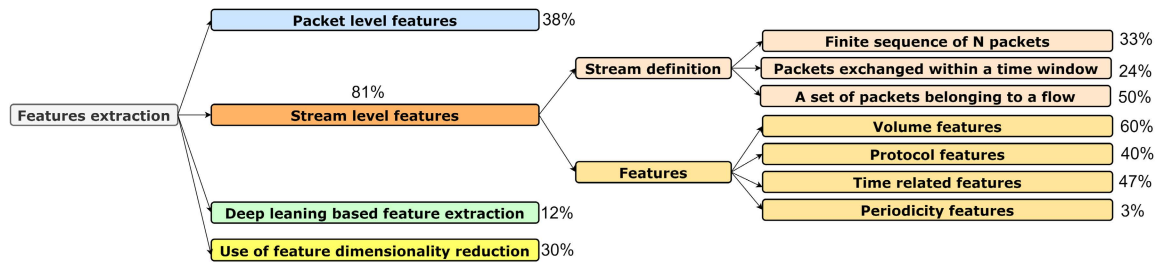 Features extraction
Packet level features
38%
81%
Stream level features
Deep leaning based feature extraction
12%
Use of feature dimensionality reduction
30%
Stream definition
Finite sequence of N packets
33%
Packets exchanged within a time window
24%
A set of packets belonging to a flow
50%
Features
Volume features
60%
Protocol features
40%
Time related features
47%
Periodicity features
3%